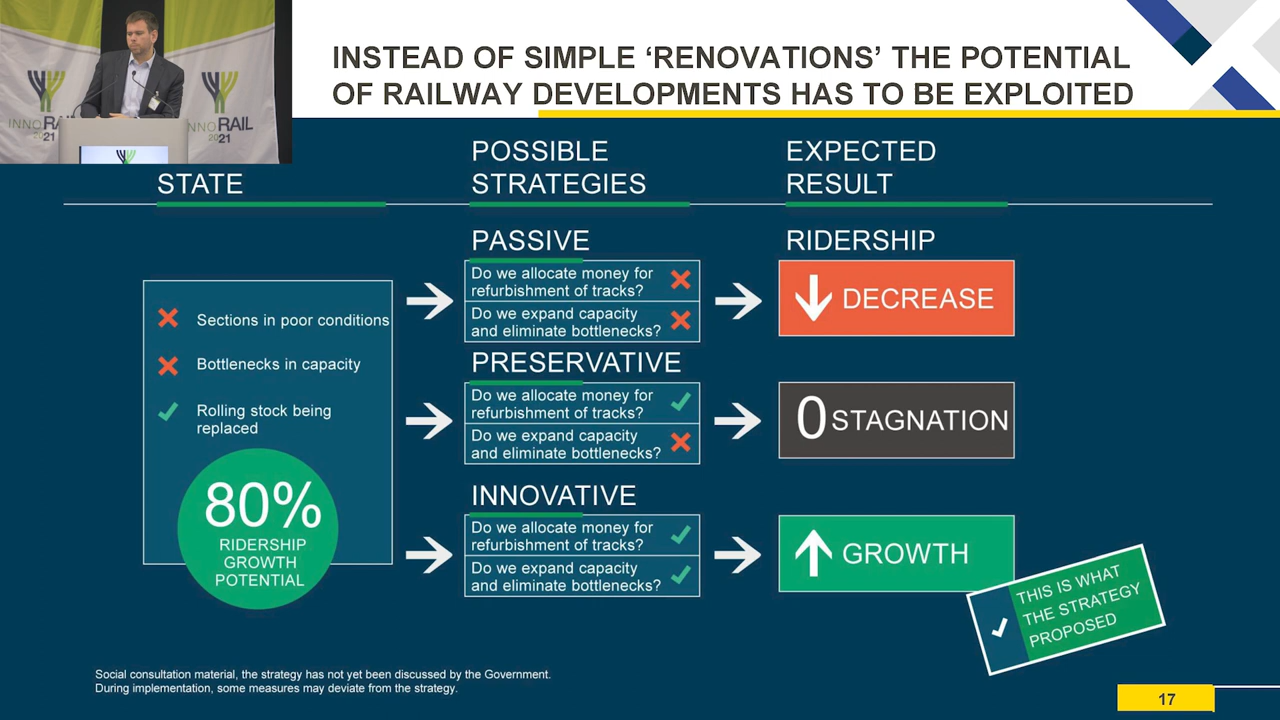 INSTEAD OF SIMPLE ‘RENOVATIONS’ THE POTENTIAL
OF RAILWAY DEVELOPMENTS HAS TO BE EXPLOITED
INNORAIL
2021
INNORAIL
2021
STATE
POSSIBLE
STRATEGIES
EXPECTED
RESULT
Sections in poor conditions
Bottlenecks in capacity
Rolling stock being
replaced
80%
RIDERSHIP
GROWTH
POTENTIAL
PASSIVE
Do we allocate money for
refurbishment of tracks?
Do we expand capacity
and eliminate bottlenecks?
RIDERSHIP
DECREASE
PRESERVATIVE
Do we allocate money for
refurbishment of tracks?
Do we expand capacity
and eliminate bottlenecks?
0 STAGNATION
INNOVATIVE
Do we allocate money for
refurbishment of tracks?
Do we expand capacity
and eliminate bottlenecks?
GROWTH
THIS IS WHAT
THE STRATEGY
PROPOSED
Social consultation material, the strategy has not yet been discussed by the Government.
During implementation, some measures may deviate from the strategy.
17